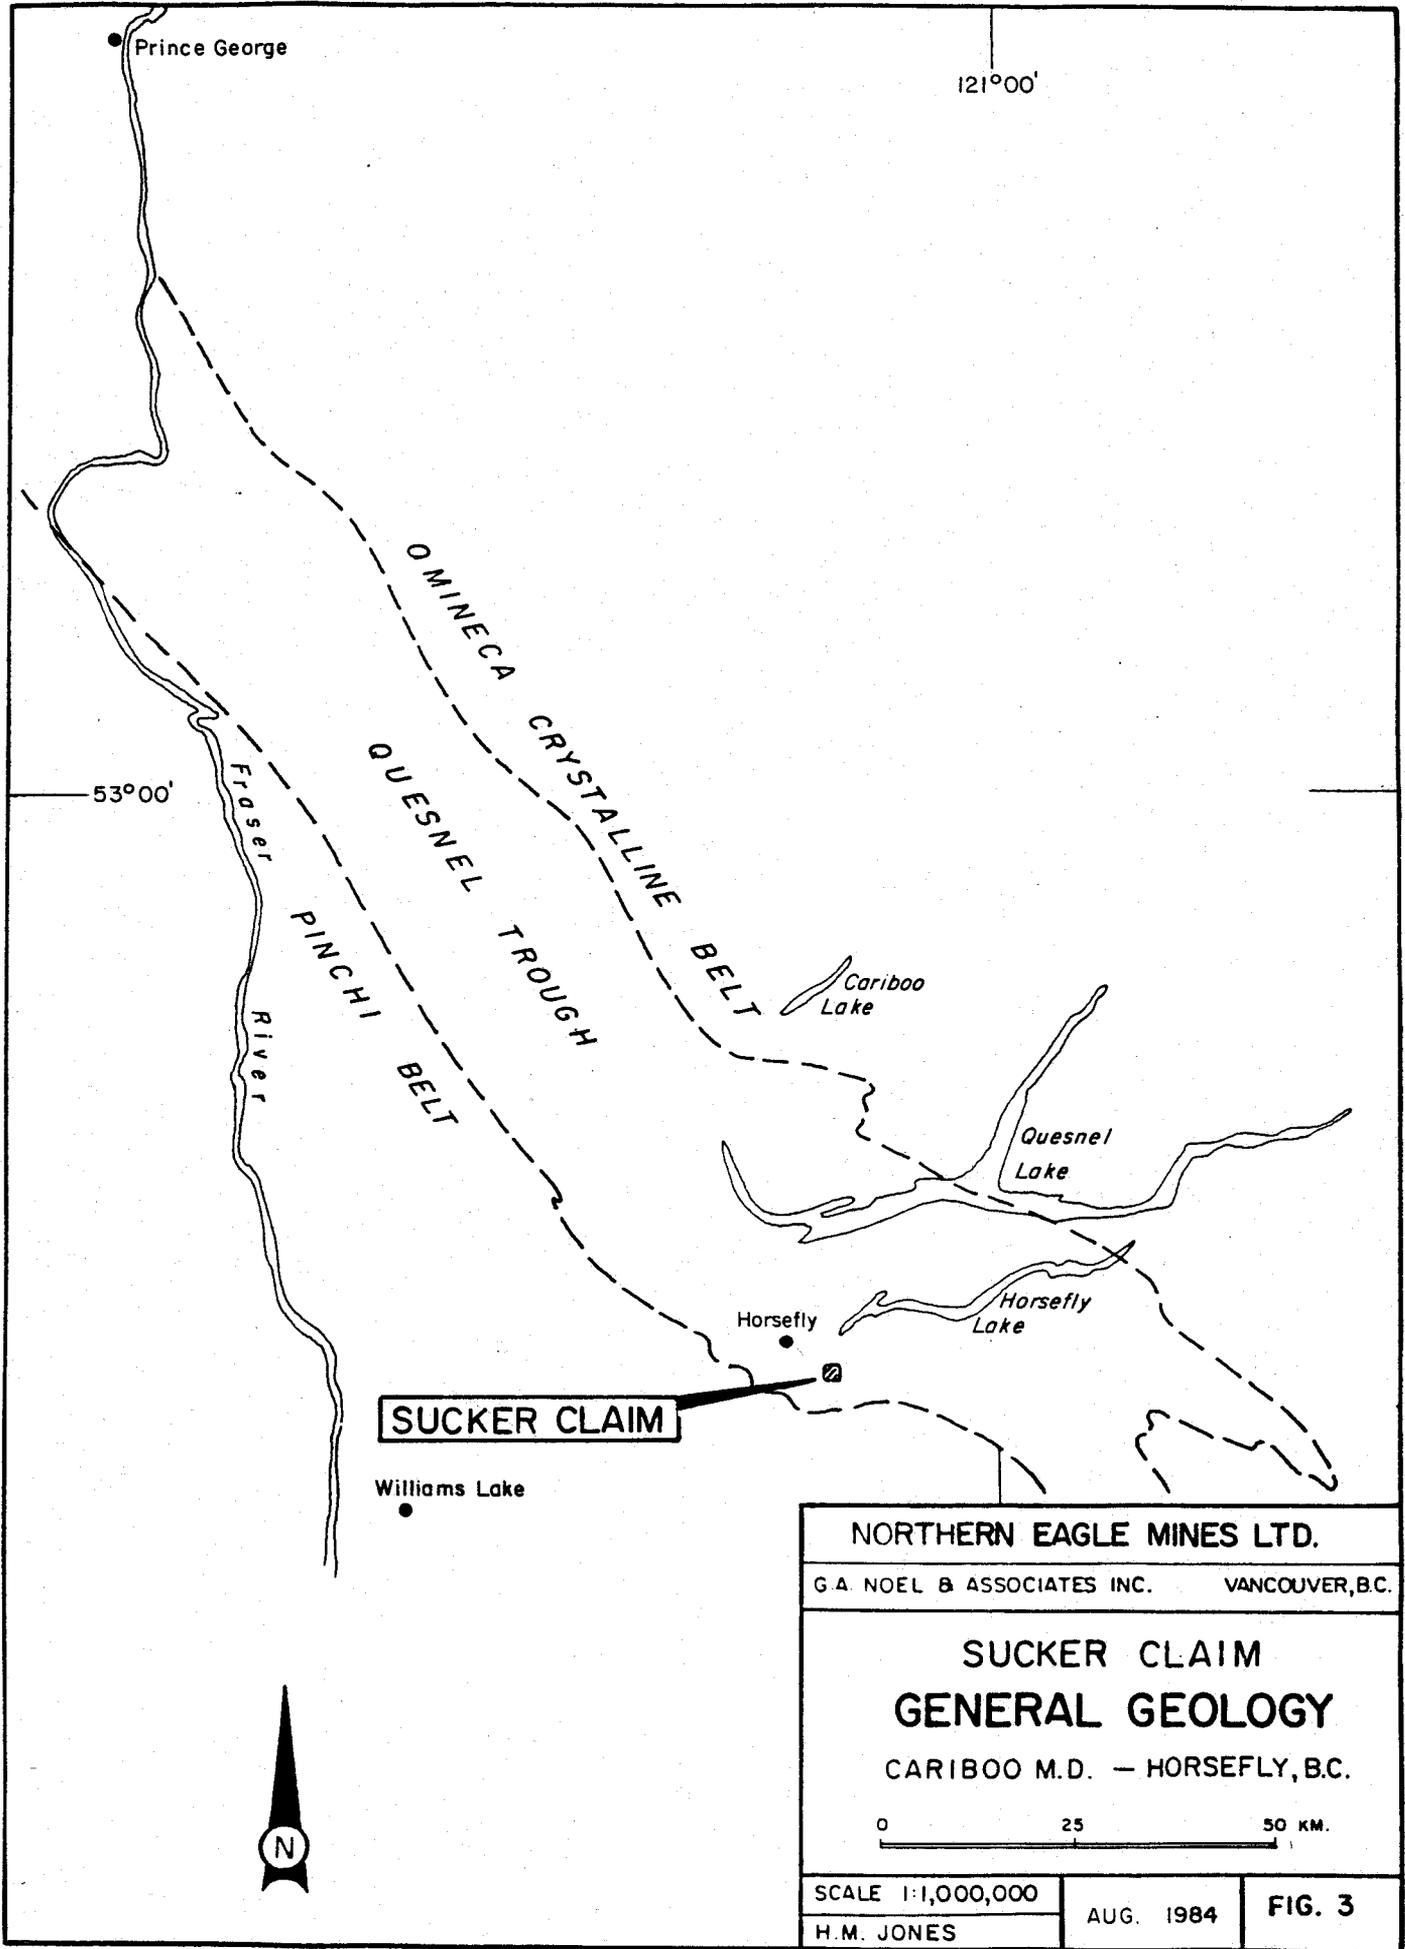 Prince George
121°00'
OMINECA CRYSTALLINE BELT
QUESNEL TROUGH
PINCHI BELT
53°00'
Fraser River
Cariboo
Lake
Quesnel
Lake
Horsefly
Lake
Horsefly
SUCKER CLAIM
Williams Lake
N
NORTHERN EAGLE MINES LTD.
G.A. NOEL & ASSOCIATES INC. VANCOUVER, B.C.
SUCKER CLAIM
GENERAL GEOLOGY
CARIBOO M.D. – HORSEFLY, B.C.
0 25 50 KM.
SCALE 1:1,000,000
H.M. JONES
AUG. 1984
FIG. 3